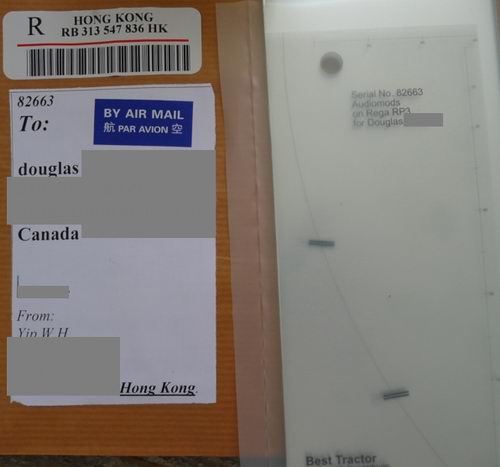 R
HONG KONG
RB 313 547 836 HK
82663
To:
BY AIR MAIL
航 PAR AVION 空
douglas
Canada
From:
Yip W H
Hong Kong.
Serial No. 82663
Audiomods
on Rega RP3
for Douglas
Best Tractor